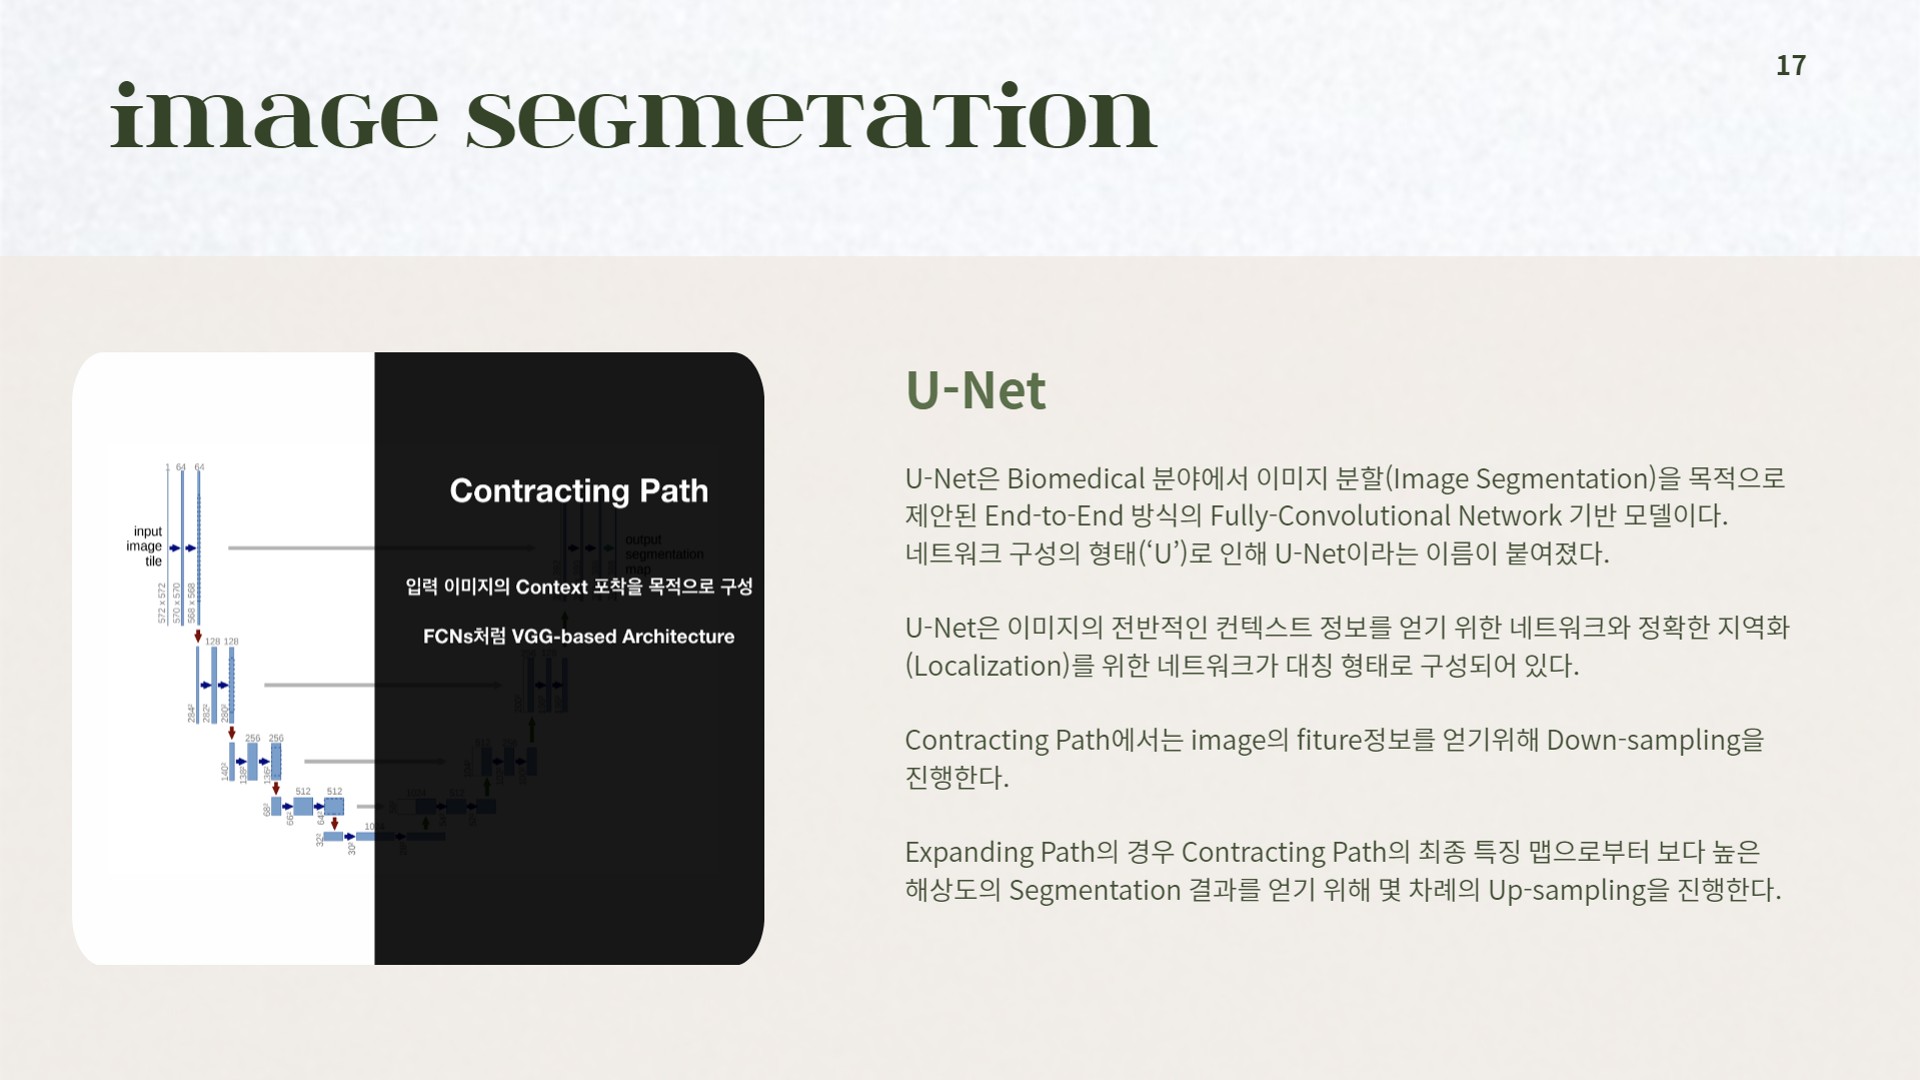 17
image segmetation
1 64 64
input
image
tile
572 x 572
570 x 570
568 x 568
128 128
284²
282²
280²
256 256
140²
138²
136²
512 512
68²
66²
64²
32²
30²
Contracting Path
output
segmentation
map
입력 이미지의 Context 포착을 목적으로 구성
FCNs처럼 VGG-based Architecture
U-Net
U-Net은 Biomedical 분야에서 이미지 분할(Image Segmentation)을 목적으로
제안된 End-to-End 방식의 Fully-Convolutional Network 기반 모델이다.
네트워크 구성의 형태(‘U’)로 인해 U-Net이라는 이름이 붙여졌다.
U-Net은 이미지의 전반적인 컨텍스트 정보를 얻기 위한 네트워크와 정확한 지역화
(Localization)를 위한 네트워크가 대칭 형태로 구성되어 있다.
Contracting Path에서는 image의 fiture정보를 얻기위해 Down-sampling을
진행한다.
Expanding Path의 경우 Contracting Path의 최종 특징 맵으로부터 보다 높은
해상도의 Segmentation 결과를 얻기 위해 몇 차례의 Up-sampling을 진행한다.